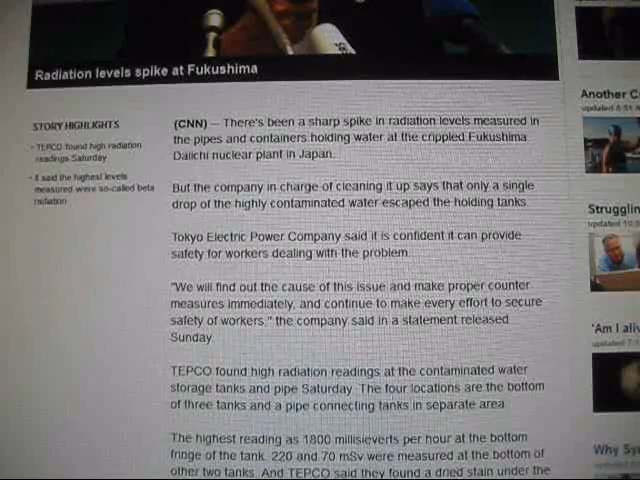 Radiation levels spike at Fukushima
STORY HIGHLIGHTS
TEPCO found high radiation
readings Saturday
It said the highest levels
measured were so-called beta
radiation
(CNN) -- There's been a sharp spike in radiation levels measured in
the pipes and containers holding water at the crippled Fukushima
Daiichi nuclear plant in Japan.
But the company in charge of cleaning it up says that only a single
drop of the highly contaminated water escaped the holding tanks.
Tokyo Electric Power Company said it is confident it can provide
safety for workers dealing with the problem.
"We will find out the cause of this issue and make proper counter
measures immediately, and continue to make every effort to secure
safety of workers," the company said in a statement released
Sunday.
TEPCO found high radiation readings at the contaminated water
storage tanks and pipe Saturday. The four locations are the bottom
of three tanks and a pipe connecting tanks in separate area.
The highest reading as 1800 millisieverts per hour at the bottom
fringe of the tank. 220 and 70 mSv were measured at the bottom of
other two tanks. And TEPCO said they found a dried stain under the
Another C
updated
Strugglin
updated
'Am I aliv
updated
Why Syr